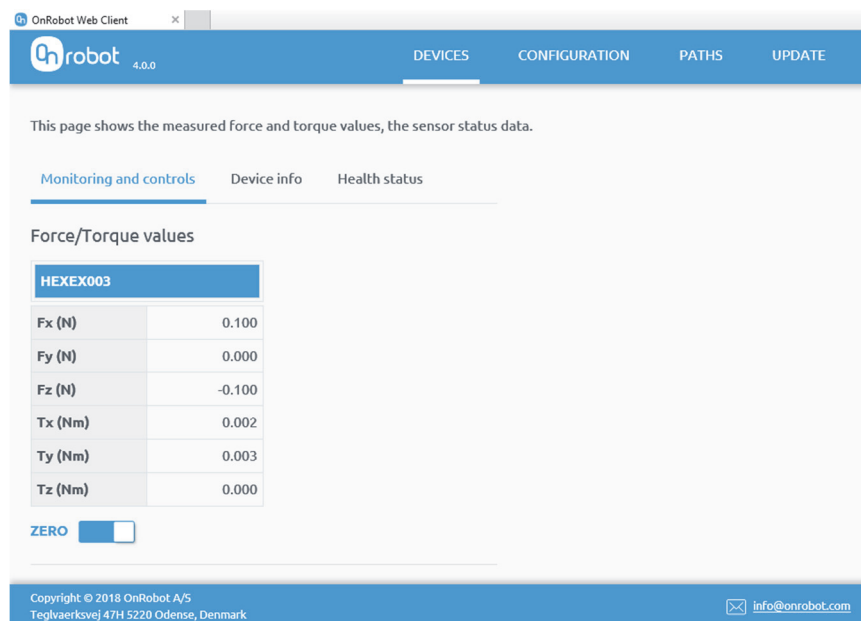 OnRobot Web Client
On robot 4.0.0
DEVICES CONFIGURATION PATHS UPDATE
This page shows the measured force and torque values, the sensor status data.
Monitoring and controls Device info Health status
Force/Torque values
HEXEX003
Fx (N) 0.100
Fy (N) 0.000
Fz (N) -0.100
Tx (Nm) 0.002
Ty (Nm) 0.003
Tz (Nm) 0.000
ZERO
Copyright © 2018 OnRobot A/S
Teglvaerksvej 47H 5220 Odense, Denmark
info@onrobot.com